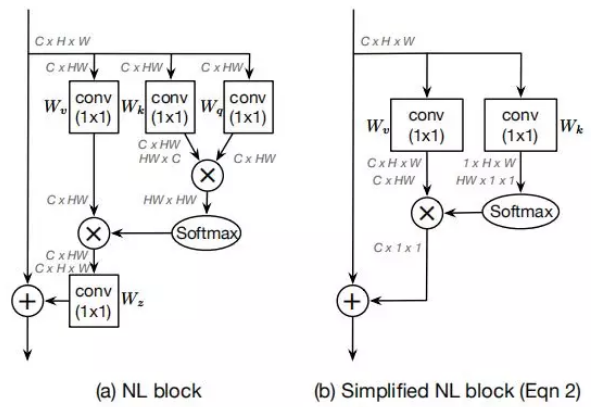 C x H x W
C x HW
C x HW
C x HW
W_v
conv
(1x1)
W_k
conv
(1x1)
W_q
conv
(1x1)
C x HW
HW x C
C x HW
×
C x HW
HW x HW
×
Softmax
C x HW
C x H x W
+
conv
(1x1)
W_z
(a) NL block
C x H x W
W_v
conv
(1x1)
conv
(1x1)
W_k
C x H x W
C x HW
1 x H x W
HW x 1 x 1
×
Softmax
C x 1 x 1
+
(b) Simplified NL block (Eqn 2)